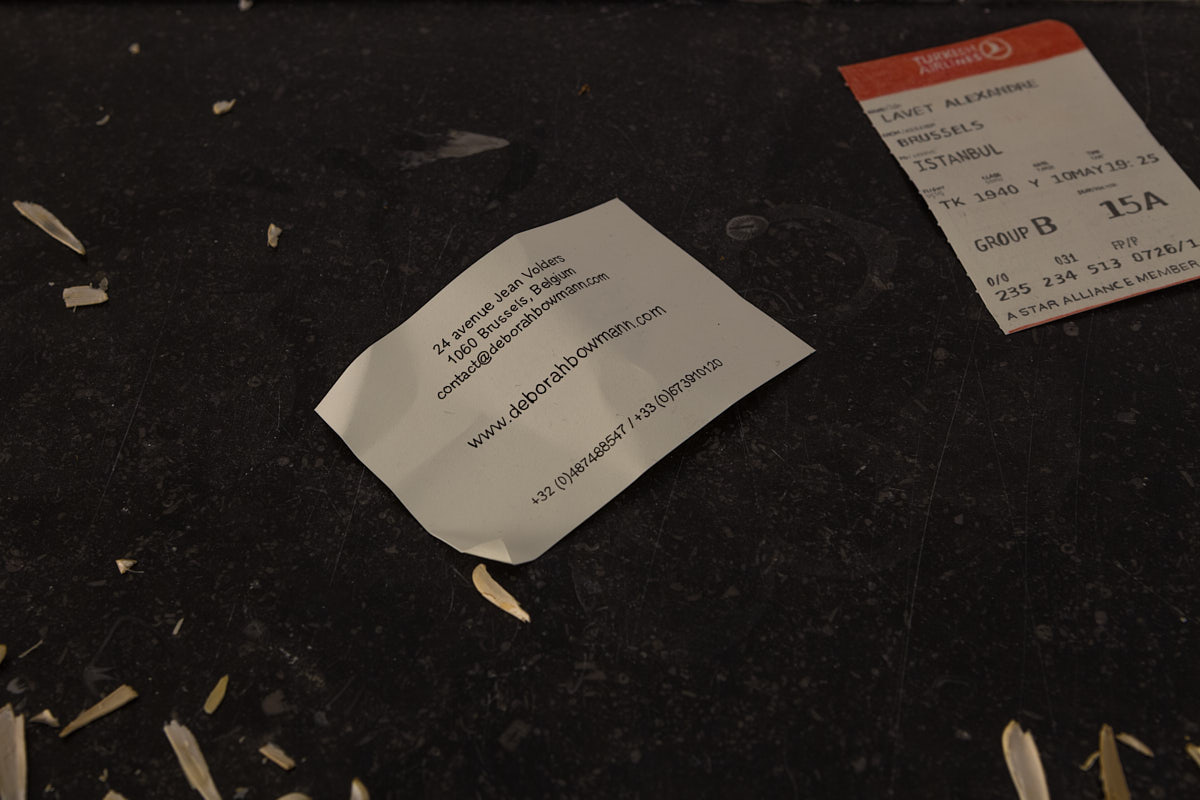 24 avenue Jean Volders
1060 Brussels, Belgium
contact@deborahbowmann.com
www.deborahbowmann.com
+32 (0)487488547 / +33 (0)673910120
TURKISH
AIRLINES
LAVET ALEXANDRE
BRUSSELS
ISTANBUL
TK 1940 Y 10MAY19:25
GROUP B 15A
0/0 031 FP/P
235 234 513 0726/1
A STAR ALLIANCE MEMBER